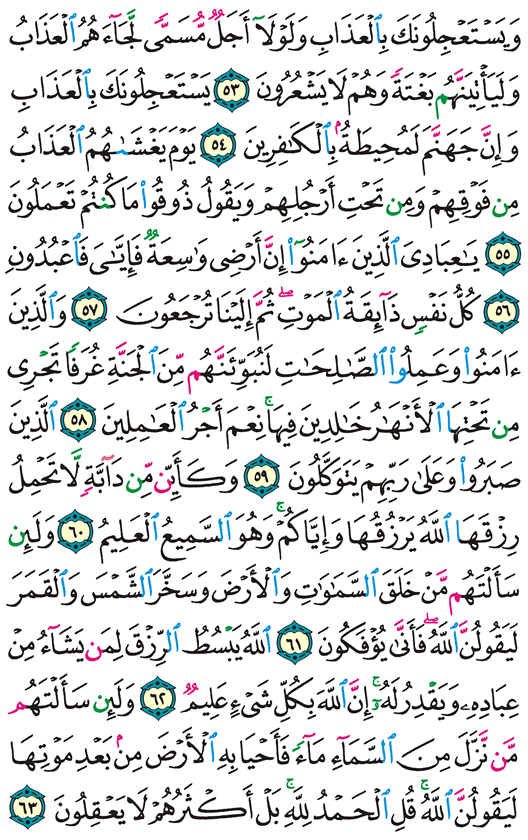 وَيَسْتَعْجِلُونَكَ بِٱلْعَذَابِ وَلَوْلَآ أَجَلٌ مُّسَمًّى لَّجَآءَهُمُ ٱلْعَذَابُ
وَلَيَأْتِيَنَّهُم بَغْتَةً وَهُمْ لَا يَشْعُرُونَ ٥٣ يَسْتَعْجِلُونَكَ بِٱلْعَذَابِ
وَإِنَّ جَهَنَّمَ لَمُحِيطَةٌۢ بِٱلْكَٰفِرِينَ ٥٤ يَوْمَ يَغْشَىٰهُمُ ٱلْعَذَابُ
مِن فَوْقِهِمْ وَمِن تَحْتِ أَرْجُلِهِمْ وَيَقُولُ ذُوقُوا۟ مَا كُنتُمْ تَعْمَلُونَ
٥٥ يَٰعِبَادِىَ ٱلَّذِينَ ءَامَنُوٓا۟ إِنَّ أَرْضِى وَٰسِعَةٌ فَإِيَّٰىَ فَٱعْبُدُونِ
٥٦ كُلُّ نَفْسٍ ذَآئِقَةُ ٱلْمَوْتِ ۖ ثُمَّ إِلَيْنَا تُرْجَعُونَ ٥٧ وَٱلَّذِينَ
ءَامَنُوا۟ وَعَمِلُوا۟ ٱلصَّٰلِحَٰتِ لَنُبَوِّئَنَّهُم مِّنَ ٱلْجَنَّةِ غُرَفًا تَجْرِى
مِن تَحْتِهَا ٱلْأَنْهَٰرُ خَٰلِدِينَ فِيهَا ۚ نِعْمَ أَجْرُ ٱلْعَٰمِلِينَ ٥٨ ٱلَّذِينَ
صَبَرُوا۟ وَعَلَىٰ رَبِّهِمْ يَتَوَكَّلُونَ ٥٩ وَكَأَيِّن مِّن دَآبَّةٍ لَّا تَحْمِلُ
رِزْقَهَا ٱللَّهُ يَرْزُقُهَا وَإِيَّاكُمْ ۚ وَهُوَ ٱلسَّمِيعُ ٱلْعَلِيمُ ٦٠ وَلَئِن
سَأَلْتَهُم مَّنْ خَلَقَ ٱلسَّمَٰوَٰتِ وَٱلْأَرْضَ وَسَخَّرَ ٱلشَّمْسَ وَٱلْقَمَرَ
لَيَقُولُنَّ ٱللَّهُ ۖ فَأَنَّىٰ يُؤْفَكُونَ ٦١ ٱللَّهُ يَبْسُطُ ٱلرِّزْقَ لِمَن يَشَآءُ مِنْ
عِبَادِهِۦ وَيَقْدِرُ لَهُۥٓ ۚ إِنَّ ٱللَّهَ بِكُلِّ شَىْءٍ عَلِيمٌ ٦٢ وَلَئِن سَأَلْتَهُم
مَّن نَّزَّلَ مِنَ ٱلسَّمَآءِ مَآءً فَأَحْيَا بِهِ ٱلْأَرْضَ مِنۢ بَعْدِ مَوْتِهَا
لَيَقُولُنَّ ٱللَّهُ ۚ قُلِ ٱلْحَمْدُ لِلَّهِ ۚ بَلْ أَكْثَرُهُمْ لَا يَعْقِلُونَ ٦٣